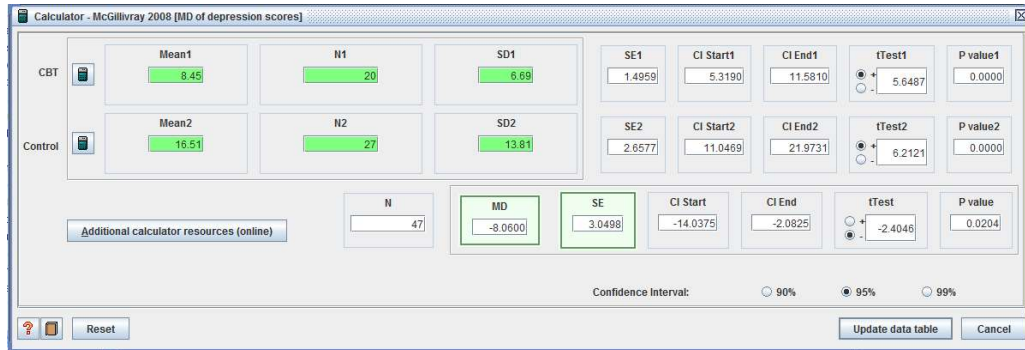 Calculator - McGillivray 2008 [MD of depression scores]
Mean1 N1 SD1 SE1 CI Start1 CI End1 tTest1 P value1
CBT 8.45 20 6.69 1.4959 5.3190 11.5810 + - 5.6487 0.0000
Mean2 N2 SD2 SE2 CI Start2 CI End2 tTest2 P value2
Control 16.51 27 13.81 2.6577 11.0469 21.9731 + - 6.2121 0.0000
N MD SE CI Start CI End tTest P value
Additional calculator resources (online) 47 -8.0600 3.0498 -14.0375 -2.0825 + - -2.4046 0.0204
Confidence Interval: 90% 95% 99%
? Reset Update data table Cancel